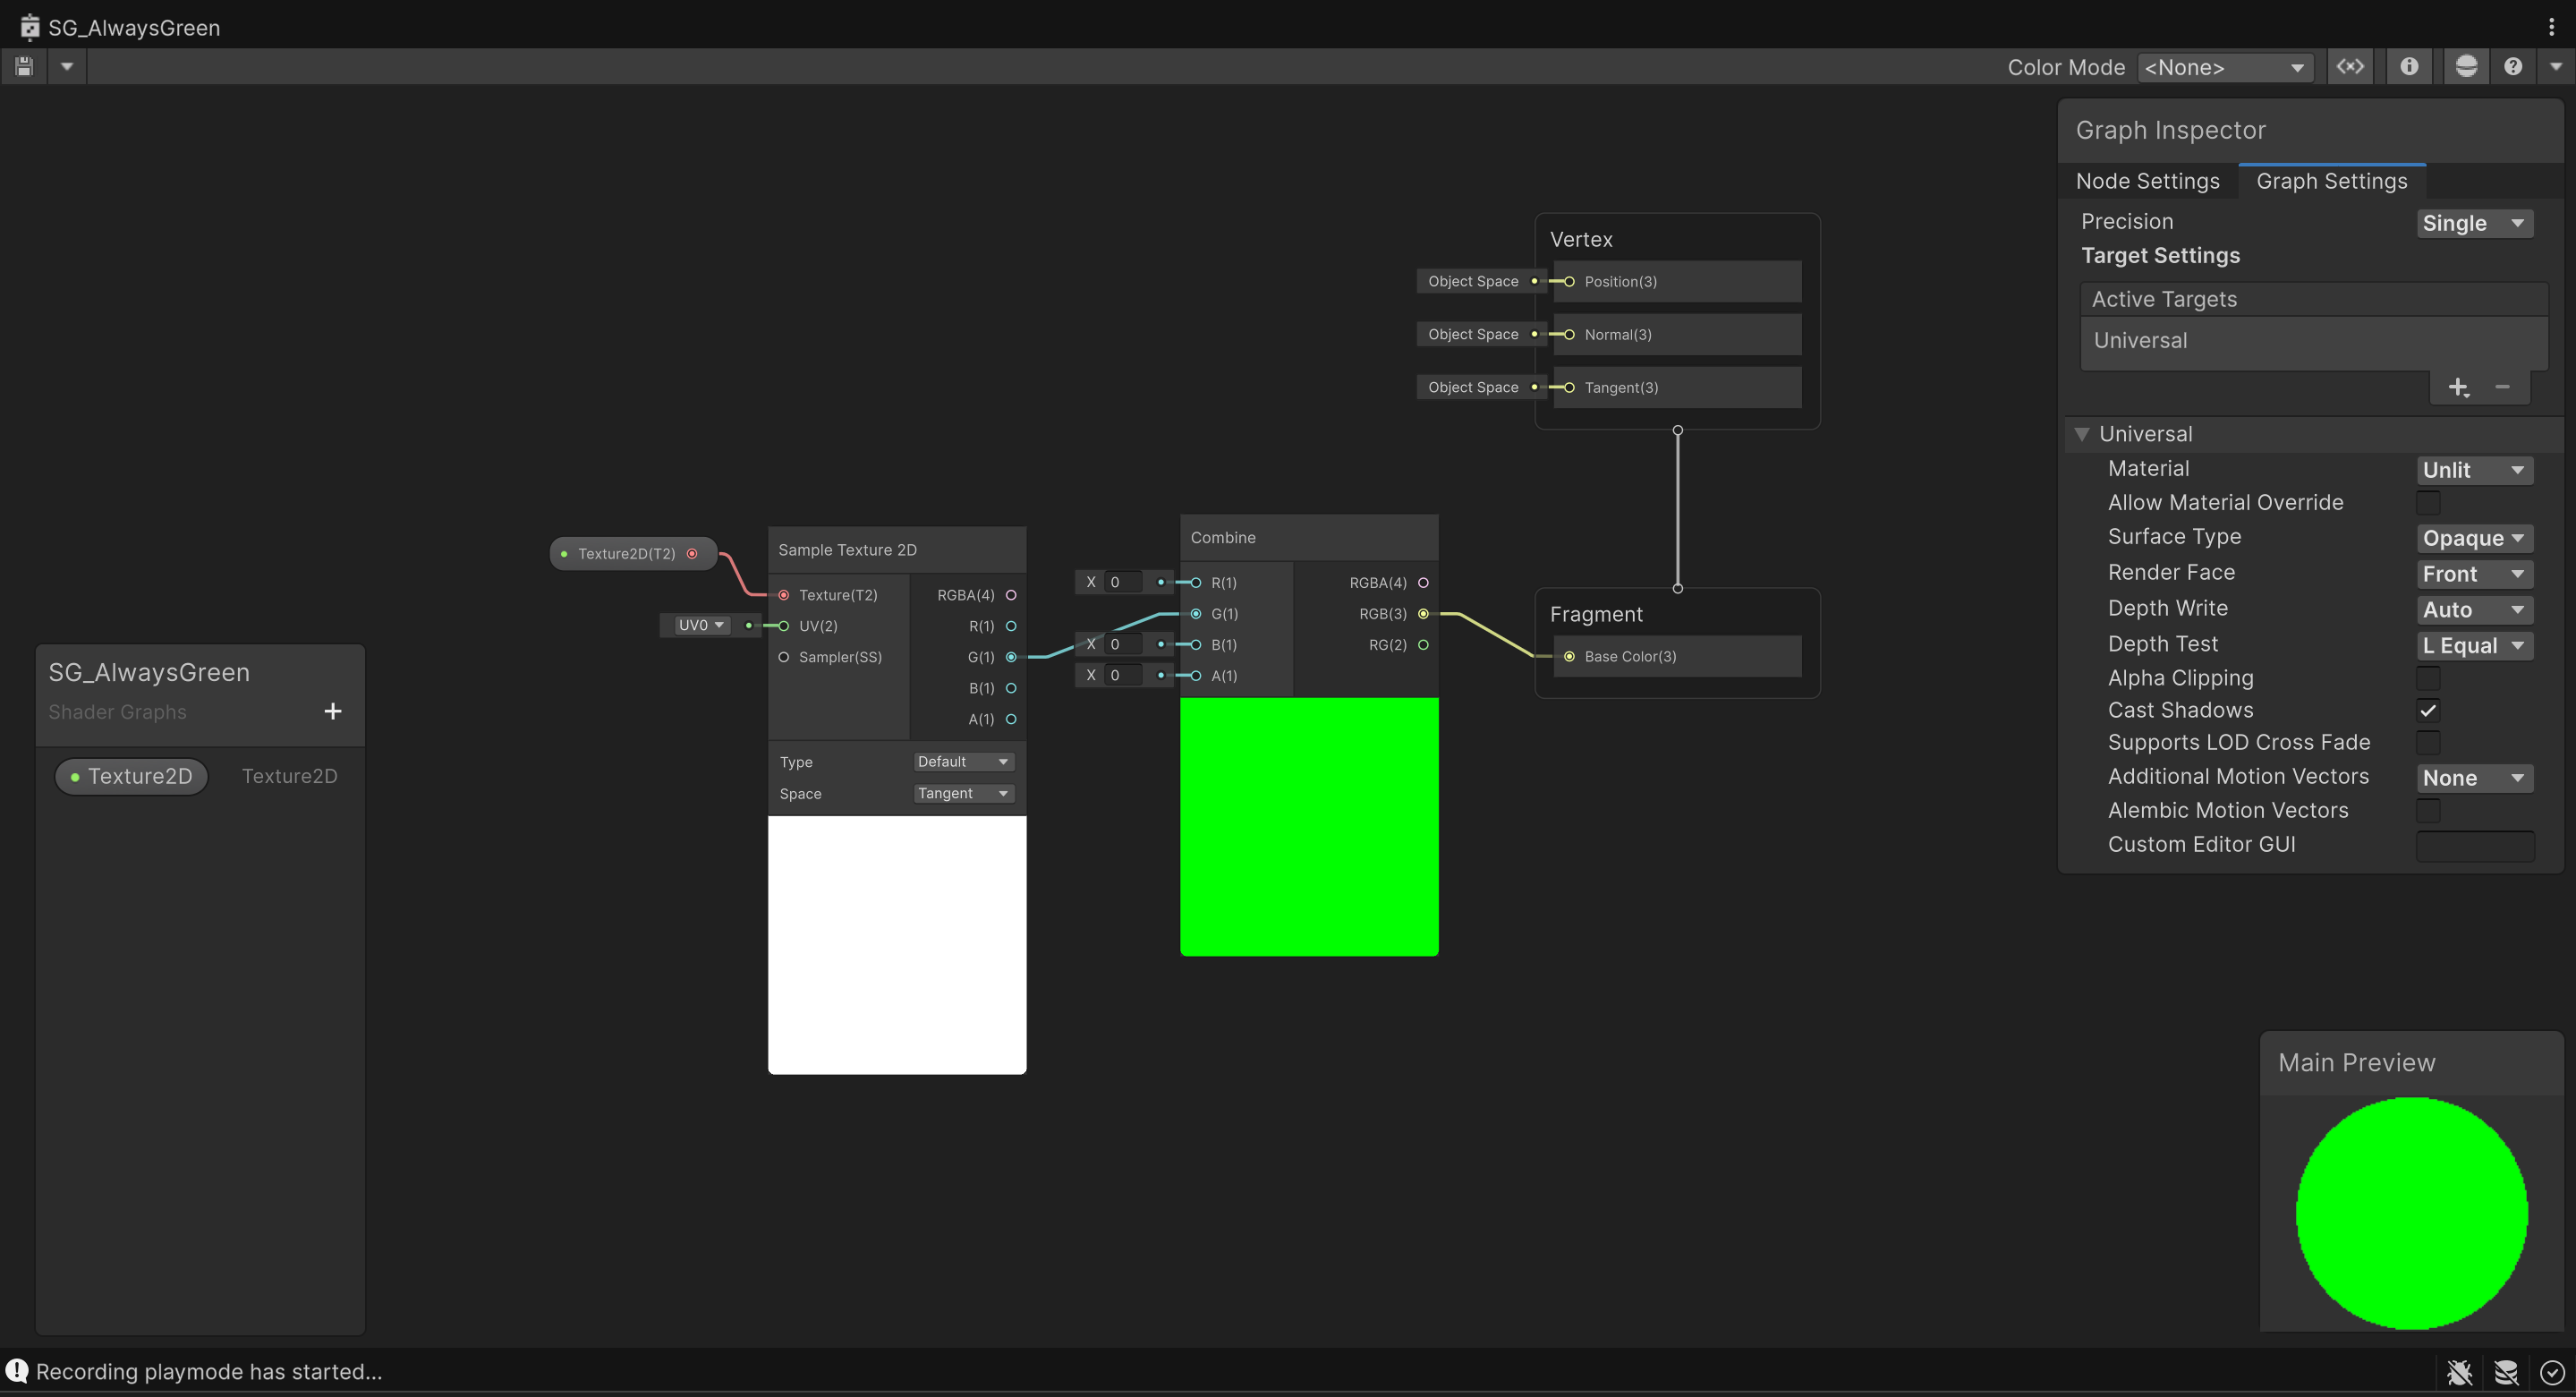 SG_AlwaysGreen
Color Mode <None>
Graph Inspector
Node Settings Graph Settings
Precision Single
Target Settings
Active Targets
Universal
Universal
Material Unlit
Allow Material Override
Surface Type Opaque
Render Face Front
Depth Write Auto
Depth Test L Equal
Alpha Clipping
Cast Shadows
Supports LOD Cross Fade
Additional Motion Vectors None
Alembic Motion Vectors
Custom Editor GUI
Vertex
Object Space Position(3)
Object Space Normal(3)
Object Space Tangent(3)
Texture2D(T2)
Sample Texture 2D
Texture(T2) RGBA(4)
UV0 UV(2) R(1)
Sampler(SS) G(1)
B(1)
A(1)
Type Default
Space Tangent
Combine
X 0 R(1) RGBA(4)
G(1) RGB(3)
X 0 B(1) RG(2)
X 0 A(1)
Fragment
Base Color(3)
SG_AlwaysGreen
Shader Graphs
Texture2D Texture2D
Main Preview
Recording playmode has started...